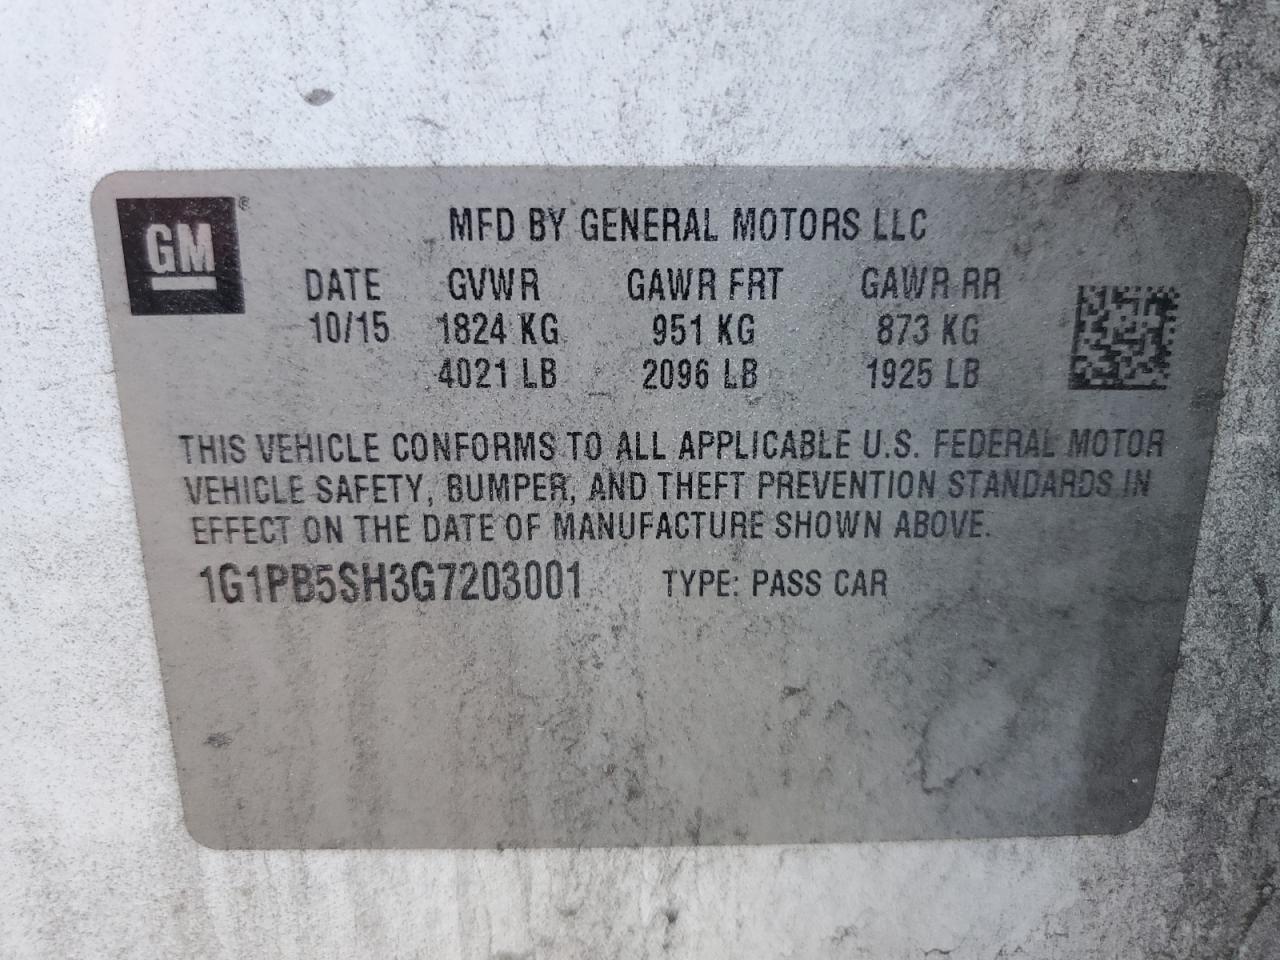 GM ®
MFD BY GENERAL MOTORS LLC
DATE GVWR GAWR FRT GAWR RR
10/15 1824 KG 951 KG 873 KG
4021 LB 2096 LB 1925 LB
THIS VEHICLE CONFORMS TO ALL APPLICABLE U.S. FEDERAL MOTOR
VEHICLE SAFETY, BUMPER, AND THEFT PREVENTION STANDARDS IN
EFFECT ON THE DATE OF MANUFACTURE SHOWN ABOVE.
1G1PB5SH3G7203001 TYPE: PASS CAR